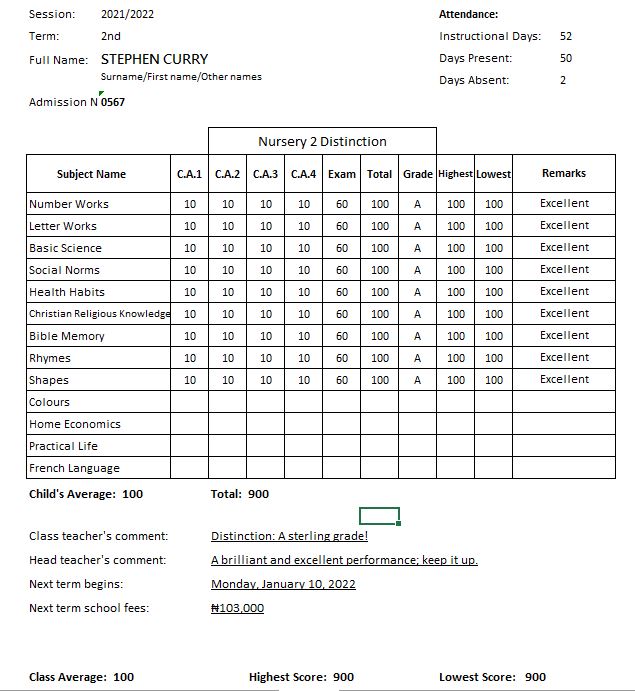 Session: 2021/2022 Attendance:
Term: 2nd Instructional Days: 52
Full Name: STEPHEN CURRY Days Present: 50
Surname/First name/Other names Days Absent: 2
Admission N 0567
Nursery 2 Distinction
Subject Name C.A.1 C.A.2 C.A.3 C.A.4 Exam Total Grade Highest Lowest Remarks
Number Works 10 10 10 10 60 100 A 100 100 Excellent
Letter Works 10 10 10 10 60 100 A 100 100 Excellent
Basic Science 10 10 10 10 60 100 A 100 100 Excellent
Social Norms 10 10 10 10 60 100 A 100 100 Excellent
Health Habits 10 10 10 10 60 100 A 100 100 Excellent
Christian Religious Knowledge 10 10 10 10 60 100 A 100 100 Excellent
Bible Memory 10 10 10 10 60 100 A 100 100 Excellent
Rhymes 10 10 10 10 60 100 A 100 100 Excellent
Shapes 10 10 10 10 60 100 A 100 100 Excellent
Colours
Home Economics
Practical Life
French Language
Child's Average: 100 Total: 900
Class teacher's comment: Distinction: A sterling grade!
Head teacher's comment: A brilliant and excellent performance; keep it up.
Next term begins: Monday, January 10, 2022
Next term school fees: ₦103,000
Class Average: 100 Highest Score: 900 Lowest Score: 900